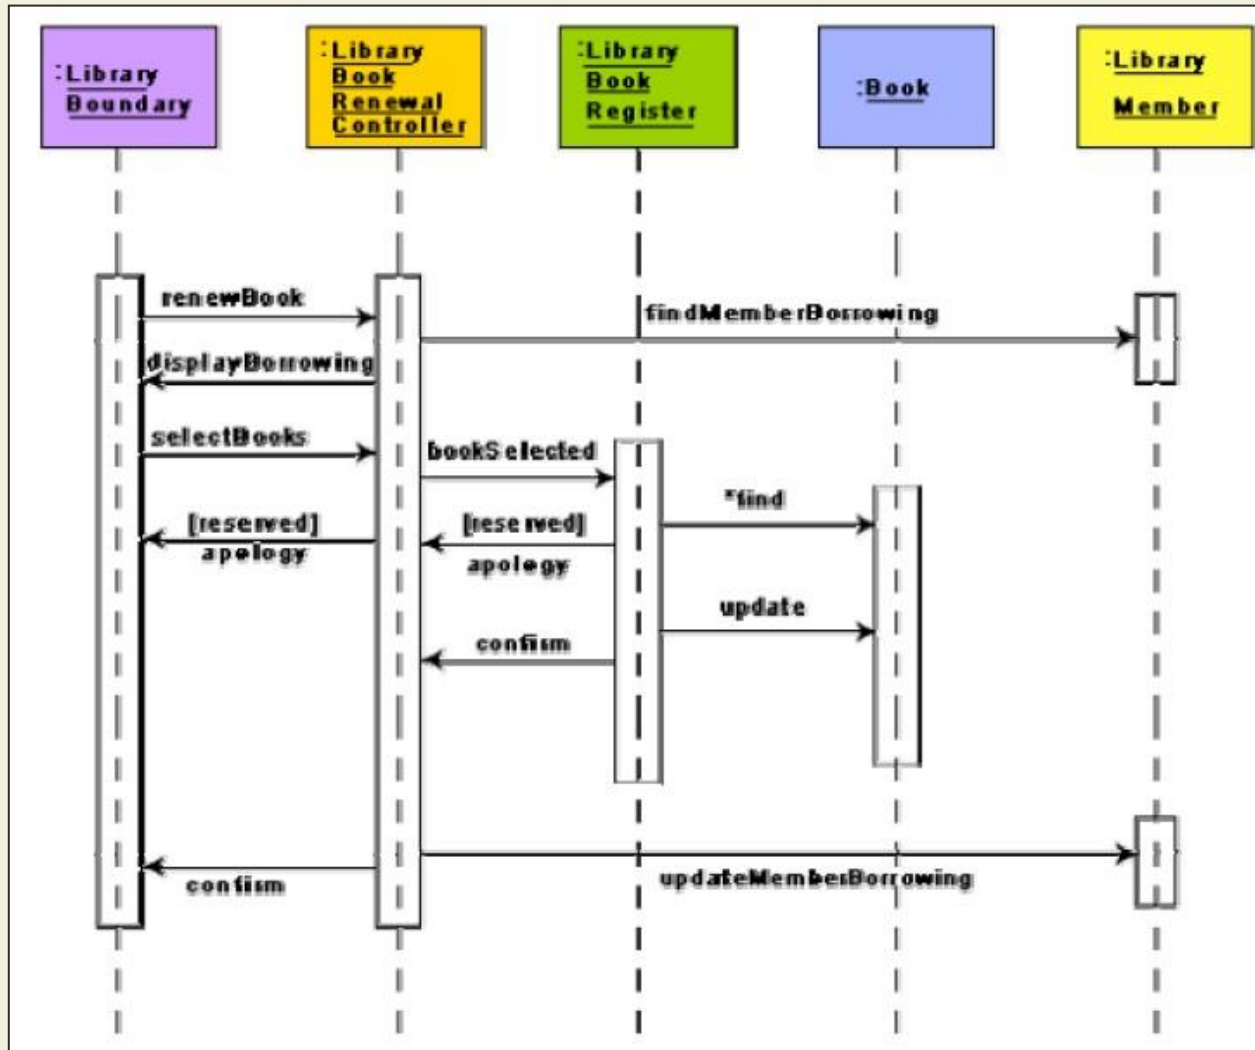 :Library
Boundary
:Library
Book
Renewal
Controller
:Library
Book
Register
:Book
:Library
Member
renewBook
findMemberBorrowing
displayBorrowing
selectBooks
bookSelected
*find
[reserved]
apology
[reserved]
apology
update
confirm
updateMemberBorrowing
confirm